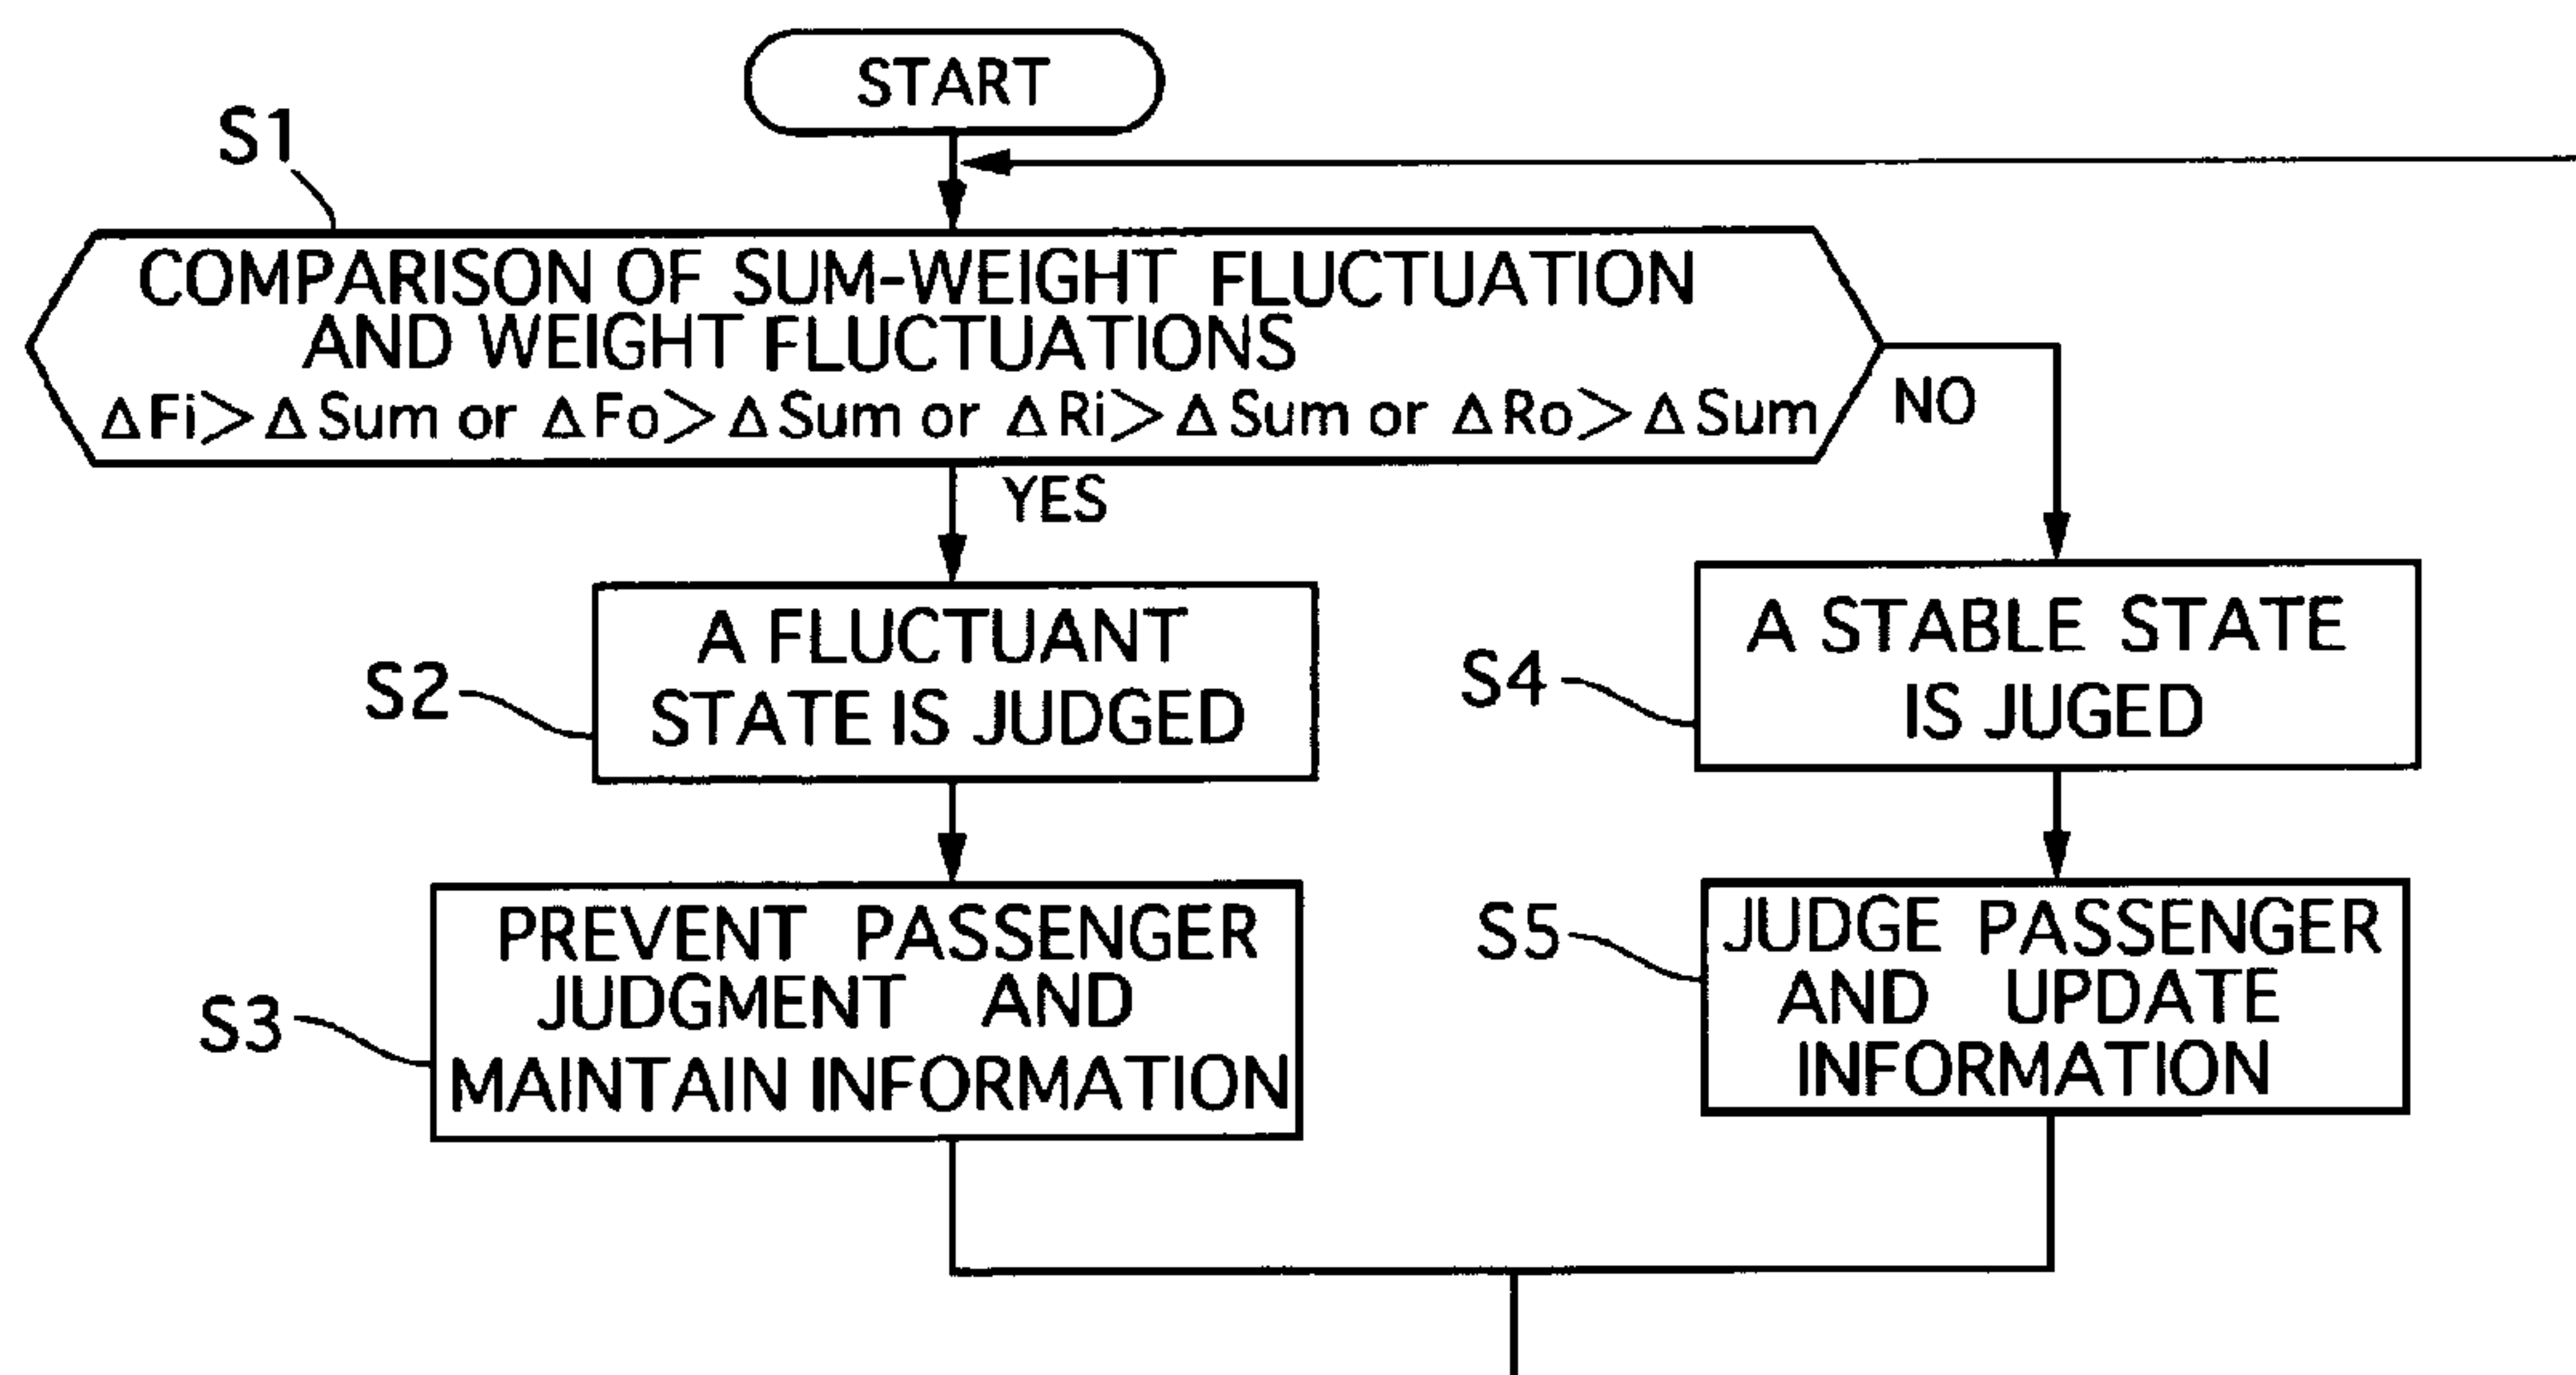 START
S1
COMPARISON OF SUM-WEIGHT FLUCTUATION
AND WEIGHT FLUCTUATIONS
ΔFi>ΔSum or ΔFo>ΔSum or ΔRi>ΔSum or ΔRo>ΔSum
NO
YES
S2
A FLUCTUANT
STATE IS JUDGED
S4
A STABLE STATE
IS JUGED
S3
PREVENT PASSENGER
JUDGMENT AND
MAINTAIN INFORMATION
S5
JUDGE PASSENGER
AND UPDATE
INFORMATION